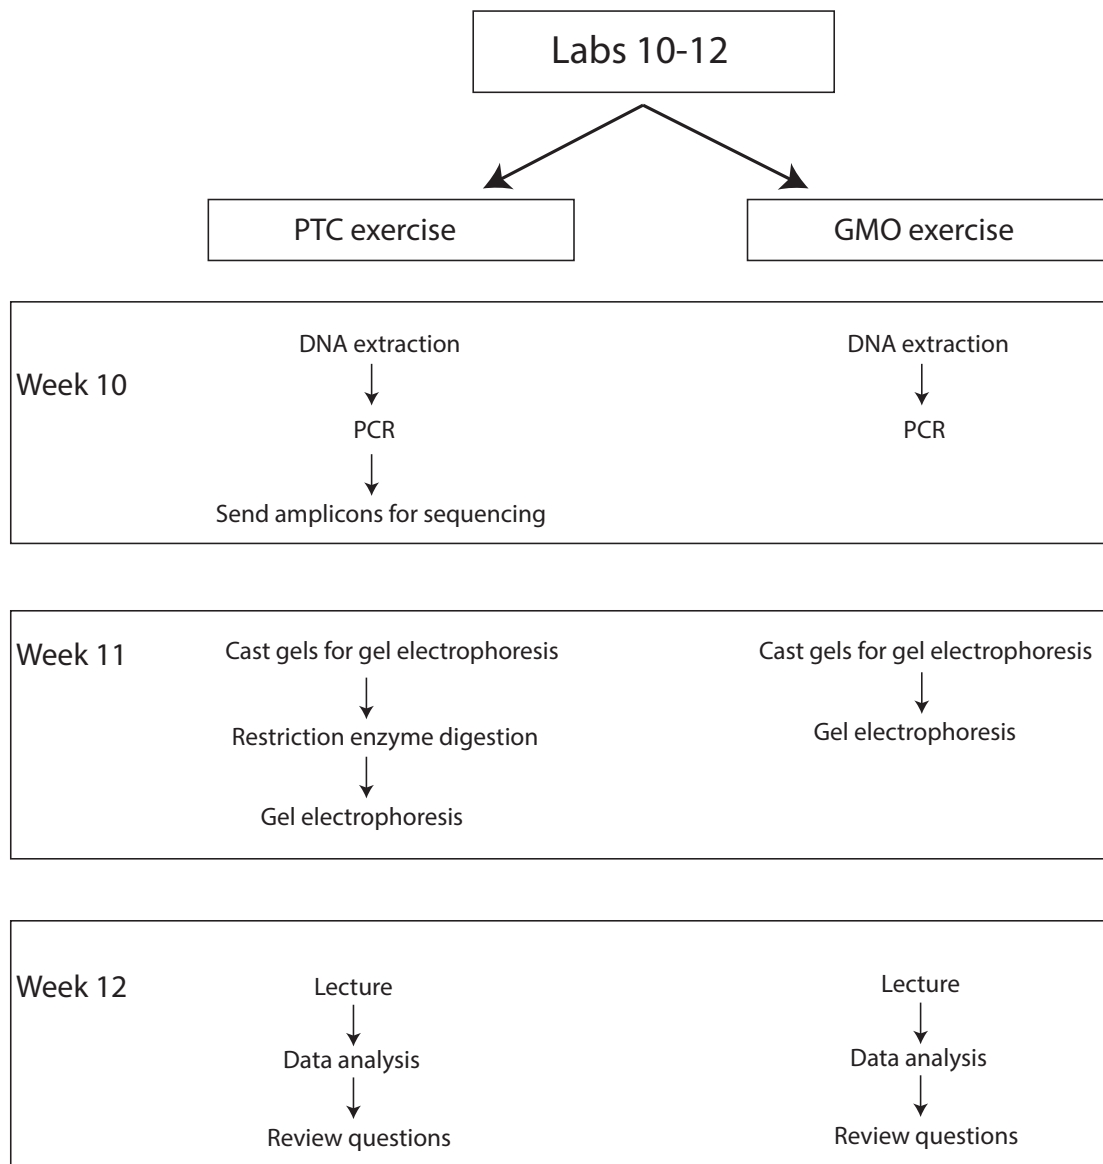 Labs 10-12
PTC exercise
GMO exercise
Week 10
DNA extraction
PCR
Send amplicons for sequencing
DNA extraction
PCR
Week 11
Cast gels for gel electrophoresis
Restriction enzyme digestion
Gel electrophoresis
Cast gels for gel electrophoresis
Gel electrophoresis
Week 12
Lecture
Data analysis
Review questions
Lecture
Data analysis
Review questions